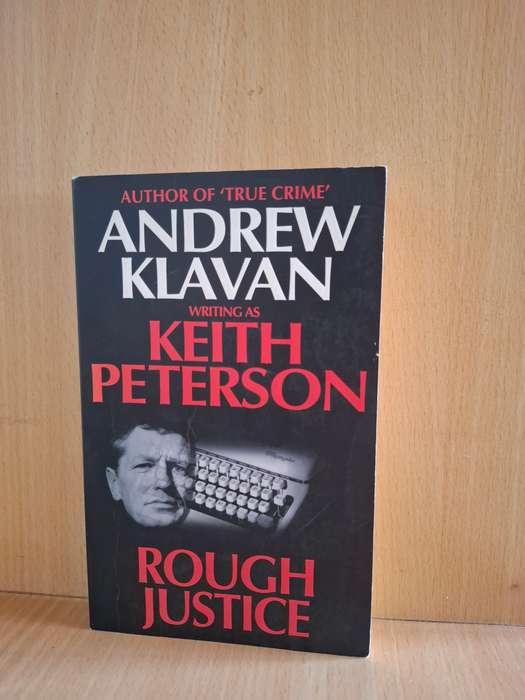 AUTHOR OF 'TRUE CRIME'
ANDREW
KLAVAN
WRITING AS
KEITH
PETERSON
ROUGH
JUSTICE